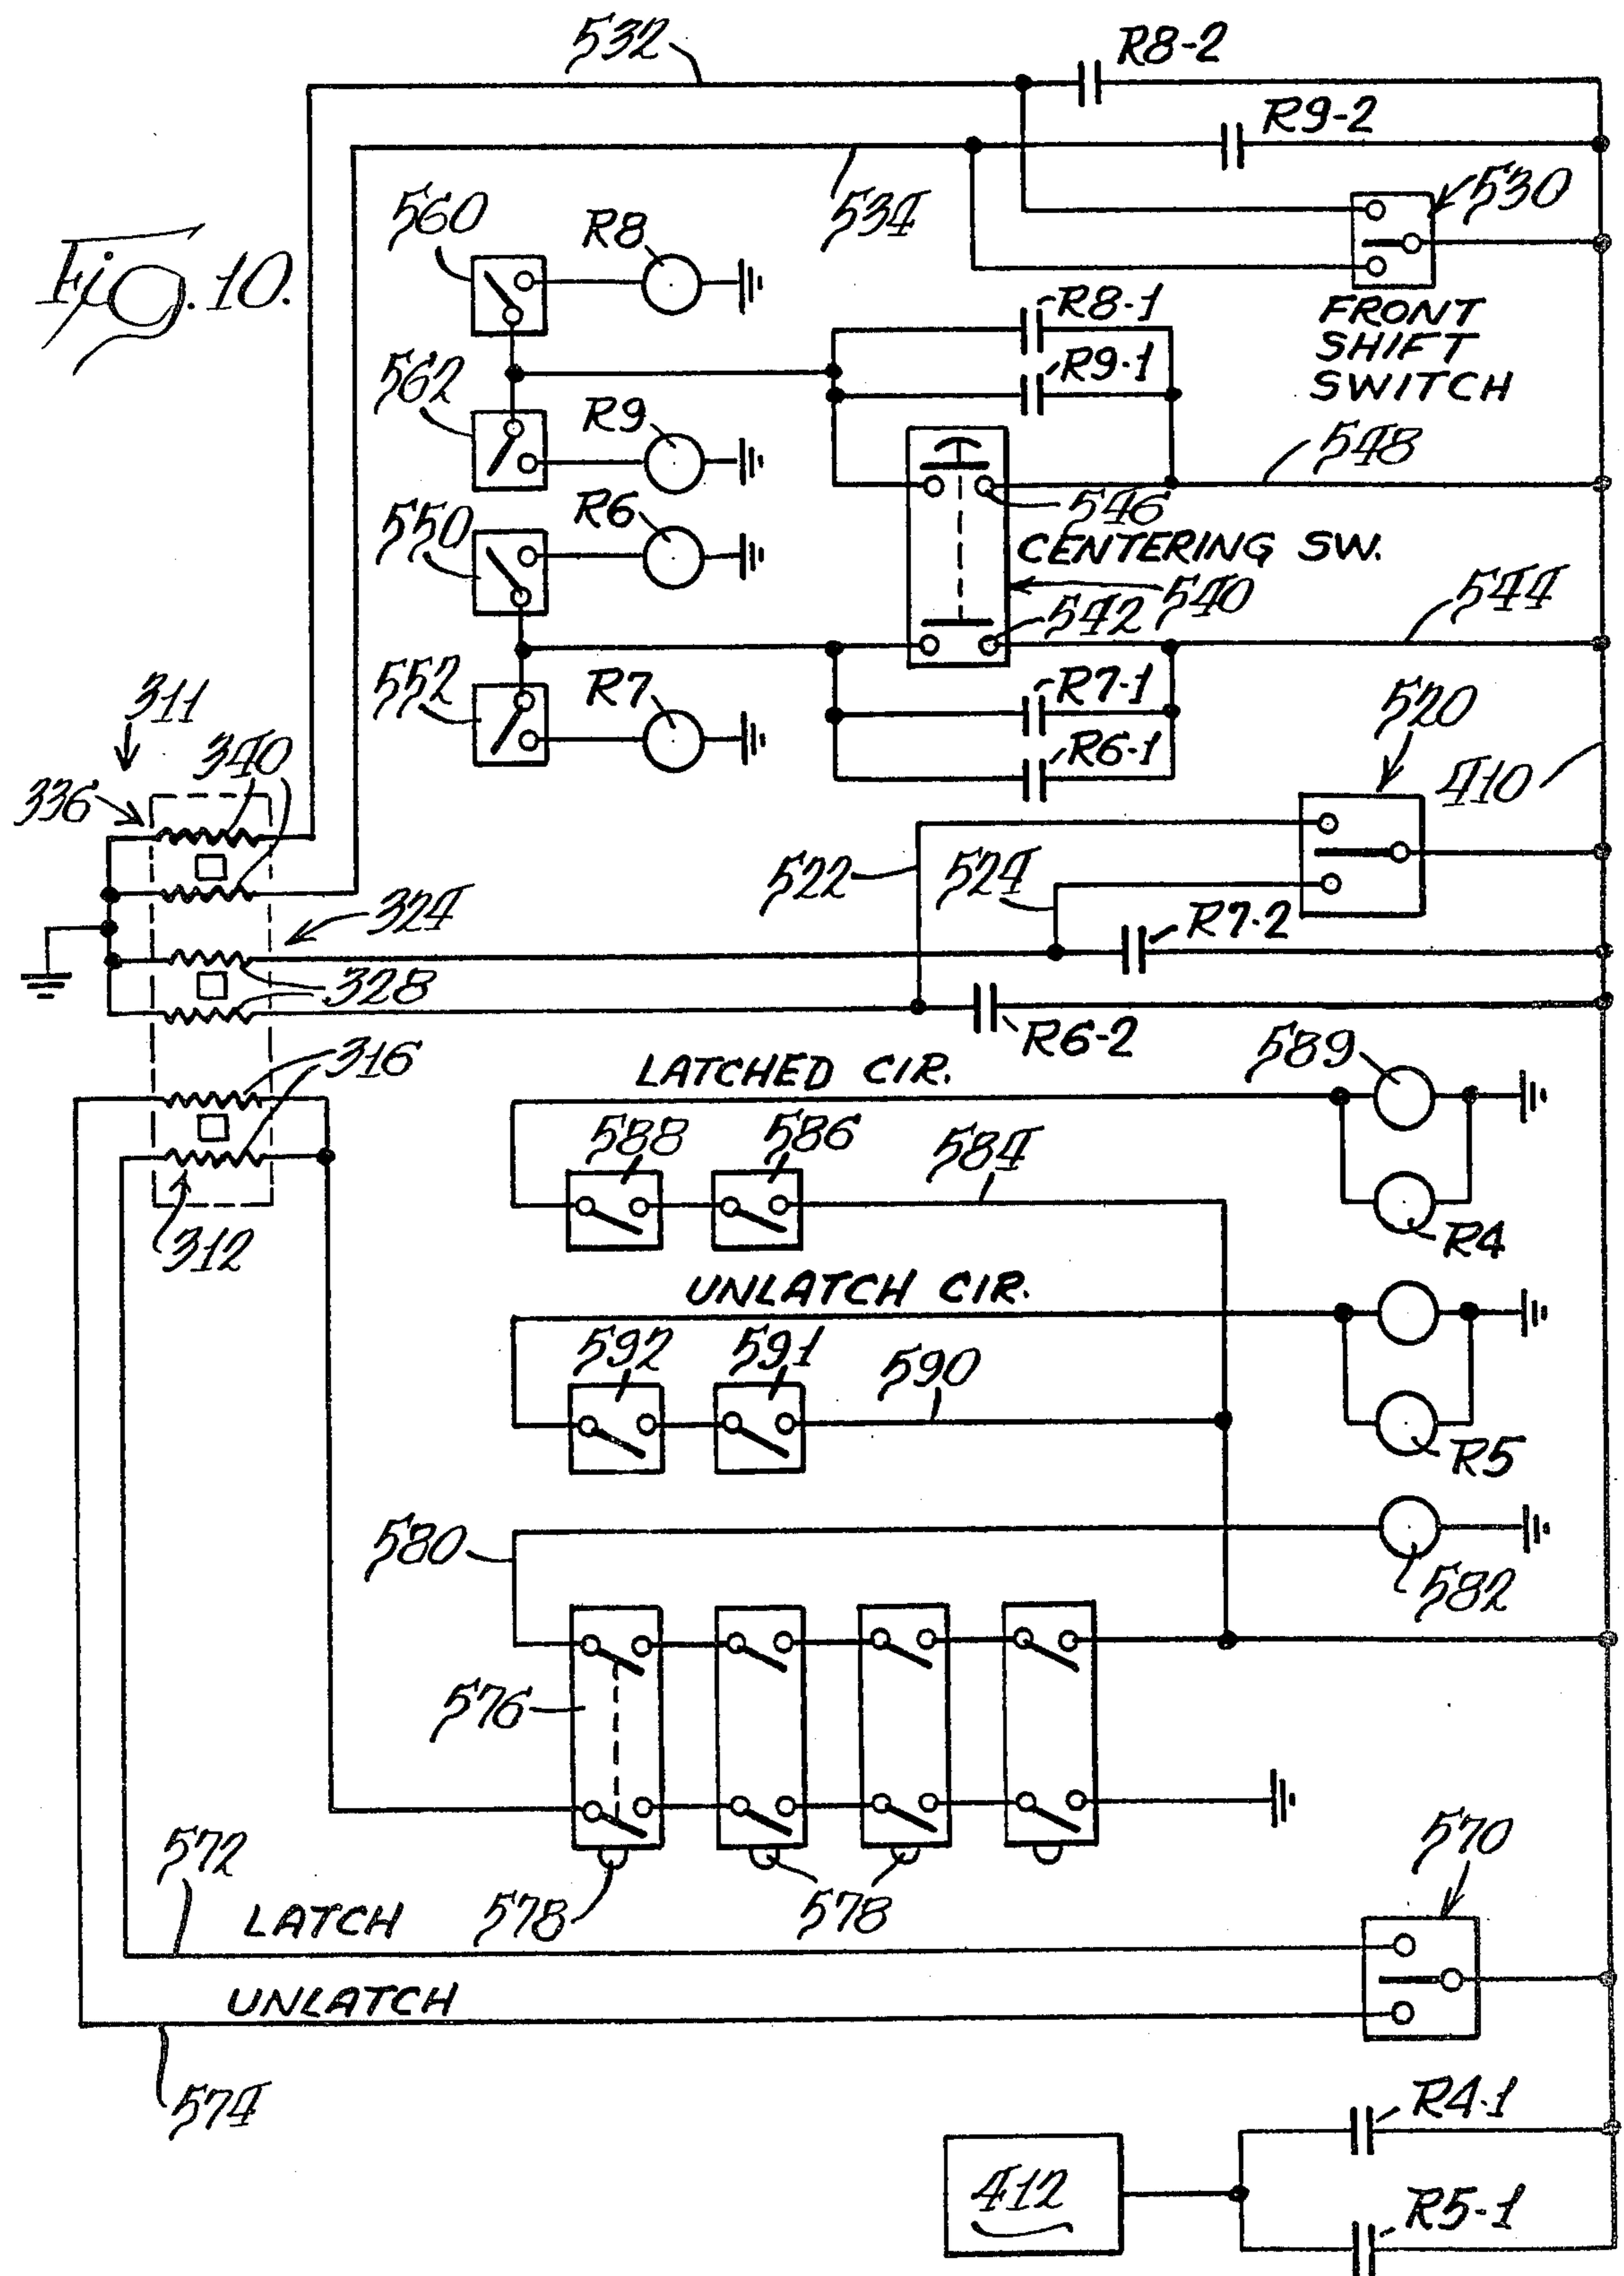 532
R8-2
R9-2
534
530
560
R8
Fig. 10.
R8-1
FRONT
SHIFT
SWITCH
562
R9-1
R9
548
550
R6
546
CENTERING SW.
540
544
542
552
R7
R7-1
520
311
340
R6-1
410
336
522
524
324
R7-2
328
R6-2
316
LATCHED CIR.
589
588
586
584
312
R4
UNLATCH CIR.
592
591
590
R5
580
582
576
572
570
578
578
LATCH
UNLATCH
574
R4-1
412
R5-1